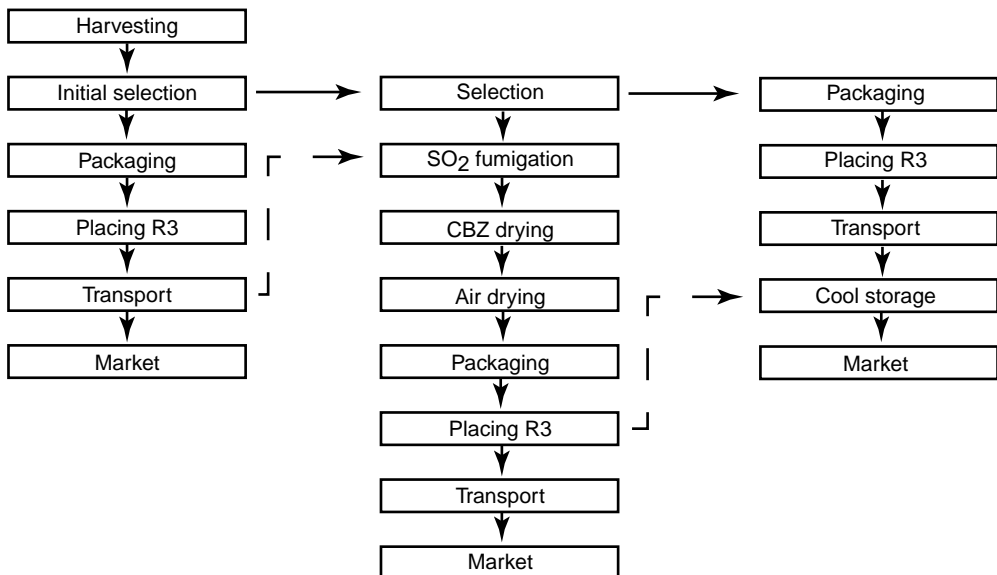 Harvesting
Initial selection
Packaging
Placing R3
Transport
Market
Selection
SO2 fumigation
CBZ drying
Air drying
Packaging
Placing R3
Transport
Market
Packaging
Placing R3
Transport
Cool storage
Market